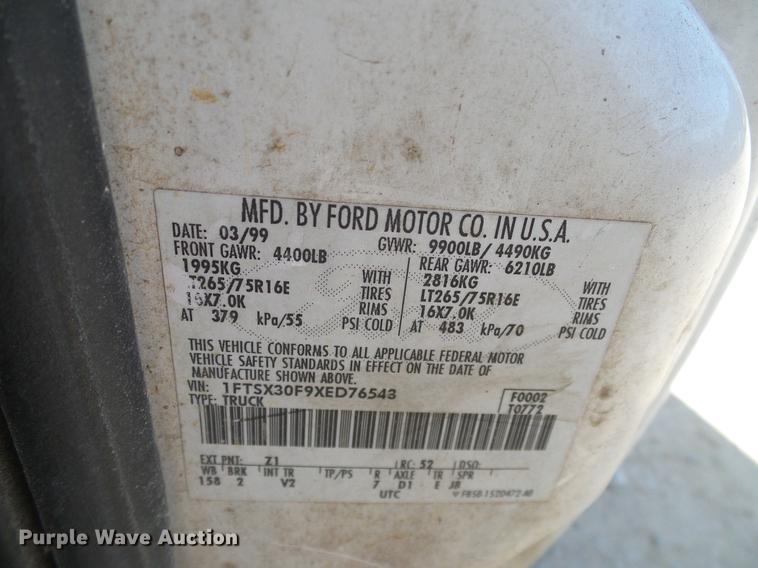 MFD. BY FORD MOTOR CO. IN U.S.A.
DATE: 03/99 GVWR: 9900LB/ 4490KG
FRONT GAWR: 4400LB REAR GAWR: 6210LB
1995KG WITH 2816KG WITH
LT265/75R16E TIRES LT265/75R16E TIRES
16X7.0K RIMS 16X7.0K RIMS
AT 379 kPa/55 PSI COLD AT 483 kPa/70 PSI COLD
THIS VEHICLE CONFORMS TO ALL APPLICABLE FEDERAL MOTOR
VEHICLE SAFETY STANDARDS IN EFFECT ON THE DATE OF
MANUFACTURE SHOWN ABOVE.
VIN: 1FTSX30F9XED76543 F0002
TYPE: TRUCK T0772
EXT PNT: Z1 RC: 52 DSO:
WB BRK INT TR TP/PS R AXLE TR SPR
158 2 V2 7 D1 E JB
UTC
Purple Wave Auction